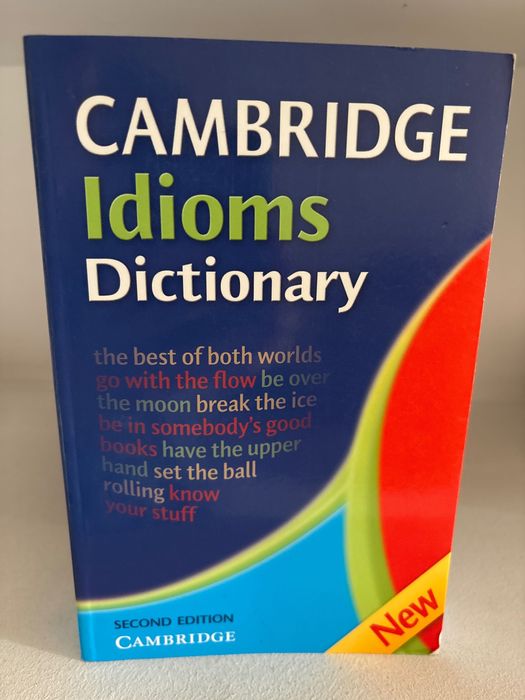 CAMBRIDGE
Idioms
Dictionary
the best of both worlds
go with the flow be over
the moon break the ice
be in somebody's good
books have the upper
hand set the ball
rolling know
your stuff
SECOND EDITION
CAMBRIDGE
New